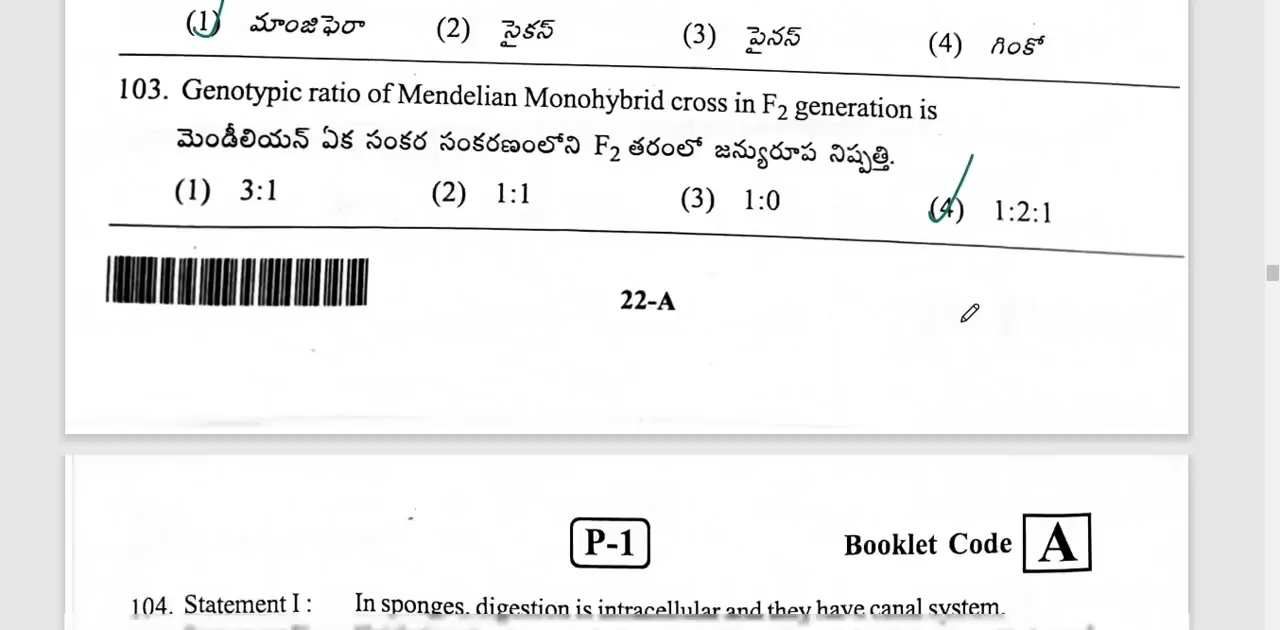 (1) మాంజిఫెరా (2) సైకస్ (3) పైనస్ (4) గింకో
103. Genotypic ratio of Mendelian Monohybrid cross in F₂ generation is
మెండీలియన్ ఏక సంకర సంకరణంలోని F₂ తరంలో జన్యురూప నిష్పత్తి.
(1) 3:1 (2) 1:1 (3) 1:0 (4) 1:2:1
22-A
P-1
Booklet Code A
104. Statement I : In sponges, digestion is intracellular and they have canal system.